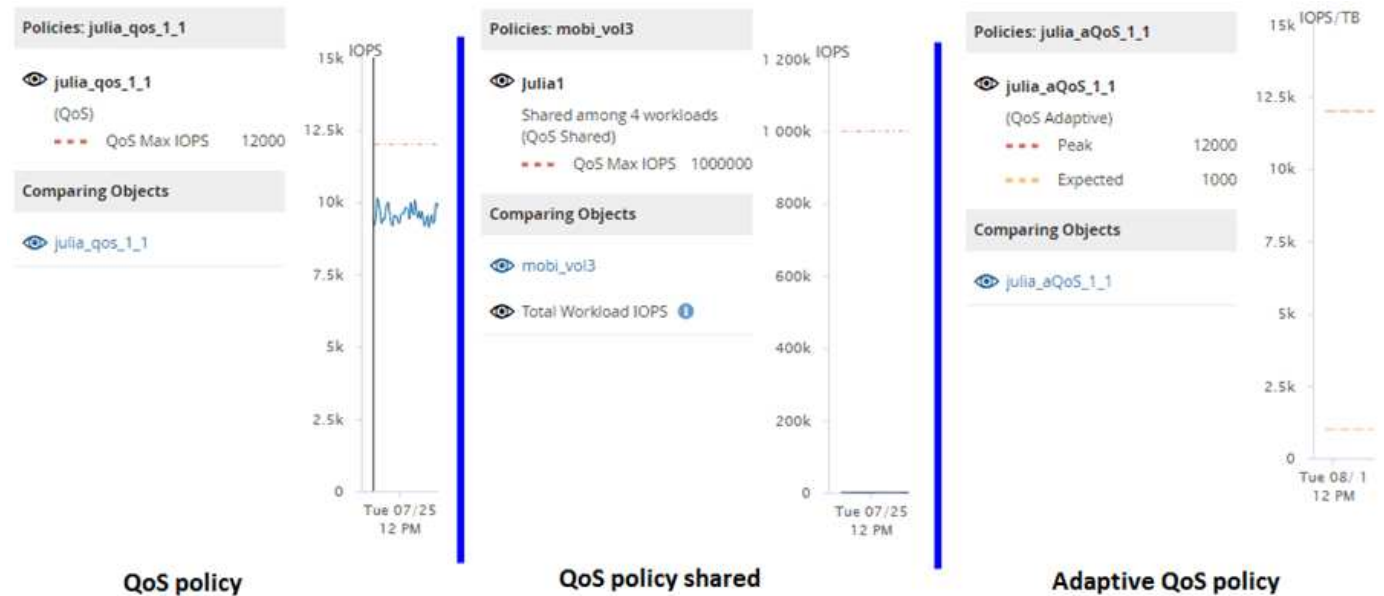 Policies: julia_qos_1_1
julia_qos_1_1
(QoS)
QoS Max IOPS 12000
Comparing Objects
julia_qos_1_1
IOPS
15k
12.5k
10k
7.5k
5k
2.5k
0
Tue 07/25
12 PM
QoS policy
Policies: mobi_vol3
Julia1
Shared among 4 workloads
(QoS Shared)
QoS Max IOPS 1000000
Comparing Objects
mobi_vol3
Total Workload IOPS
IOPS
1 200k
1 000k
800k
600k
400k
200k
0
Tue 07/25
12 PM
QoS policy shared
Policies: julia_aQoS_1_1
julia_aQoS_1_1
(QoS Adaptive)
Peak 12000
Expected 1000
Comparing Objects
julia_aQoS_1_1
IOPS/TB
15k
12.5k
10k
7.5k
5k
2.5k
0
Tue 08/ 1
12 PM
Adaptive QoS policy